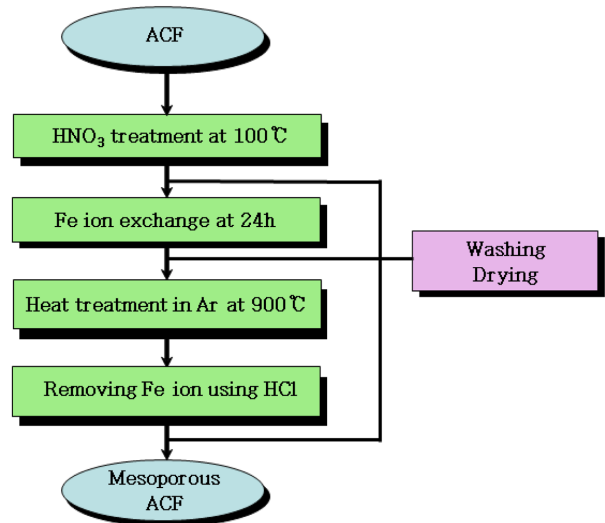 ACF
HNO₃ treatment at 100℃
Fe ion exchange at 24h
Washing
Drying
Heat treatment in Ar at 900℃
Removing Fe ion using HCl
Mesoporous
ACF